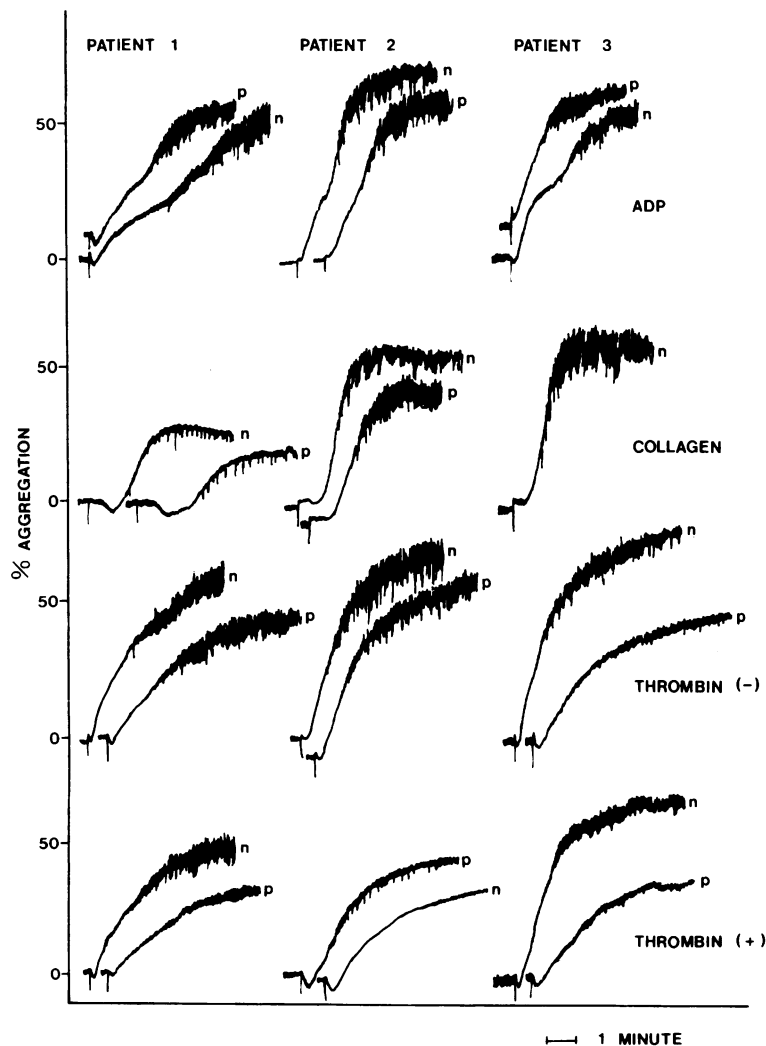 PATIENT 1 PATIENT 2 PATIENT 3
p
n
n
p
p
n
50
0
ADP
n
p
n
p
n
50
0
COLLAGEN
% AGGREGATION
n
p
n
p
n
p
50
0
THROMBIN (-)
n
p
p
n
n
p
50
0
THROMBIN (+)
1 MINUTE